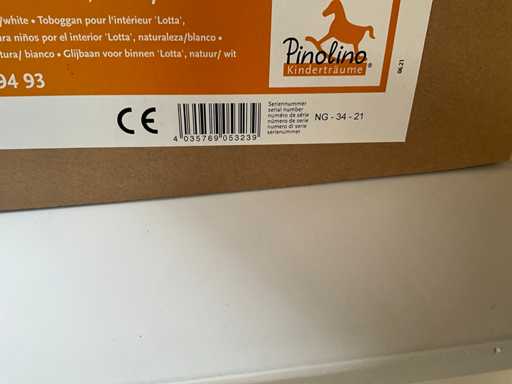 /white • Toboggan pour l'intérieur 'Lotta',
ara niños por el interior 'Lotta', naturaleza/blanco •
tura/ bianco • Glijbaan voor binnen 'Lotta', natuur/ wit
94 93
Pinolino
Kinderträume
®
06.21
CE
4 035769 053239
Seriennummer
serial number
numéro de série
número de serie
numero di serie
serienummer
NG - 34 - 21